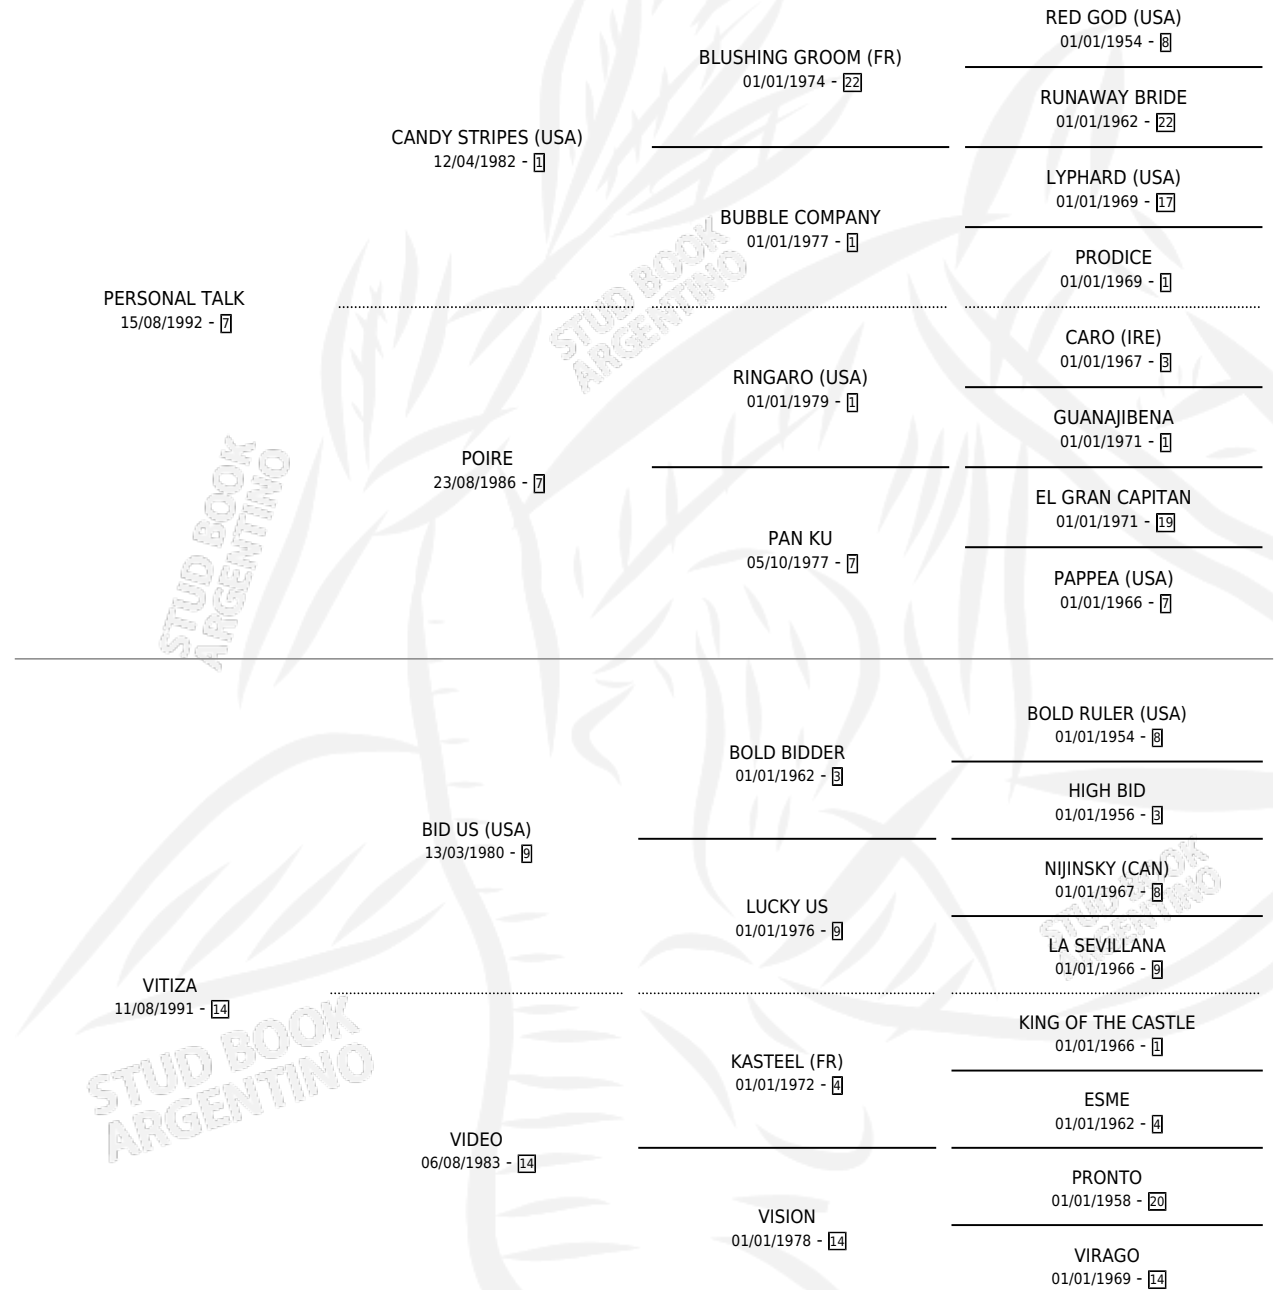 RED GOD (USA)
01/01/1954 - 8
BLUSHING GROOM (FR)
01/01/1974 - 22
RUNAWAY BRIDE
01/01/1962 - 22
CANDY STRIPES (USA)
12/04/1982 - 1
LYPHARD (USA)
01/01/1969 - 17
BUBBLE COMPANY
01/01/1977 - 1
PRODICE
01/01/1969 - 1
PERSONAL TALK
15/08/1992 - 7
STUD BOOK
ARGENTINO
CARO (IRE)
01/01/1967 - 3
RINGARO (USA)
01/01/1979 - 1
GUANAJIBENA
01/01/1971 - 1
POIRE
23/08/1986 - 7
EL GRAN CAPITAN
01/01/1971 - 19
PAN KU
05/10/1977 - 7
PAPPEA (USA)
01/01/1966 - 7
STUD BOOK
ARGENTINO
BOLD RULER (USA)
01/01/1954 - 8
BOLD BIDDER
01/01/1962 - 3
HIGH BID
01/01/1956 - 3
BID US (USA)
13/03/1980 - 9
NIJINSKY (CAN)
01/01/1967 - 8
LUCKY US
01/01/1976 - 9
LA SEVILLANA
01/01/1966 - 9
STUD BOOK
ARGENTINO
VITIZA
11/08/1991 - 14
KING OF THE CASTLE
01/01/1966 - 1
KASTEEL (FR)
01/01/1972 - 4
ESME
01/01/1962 - 4
STUD BOOK
ARGENTINO
VIDEO
06/08/1983 - 14
PRONTO
01/01/1958 - 20
VISION
01/01/1978 - 14
VIRAGO
01/01/1969 - 14